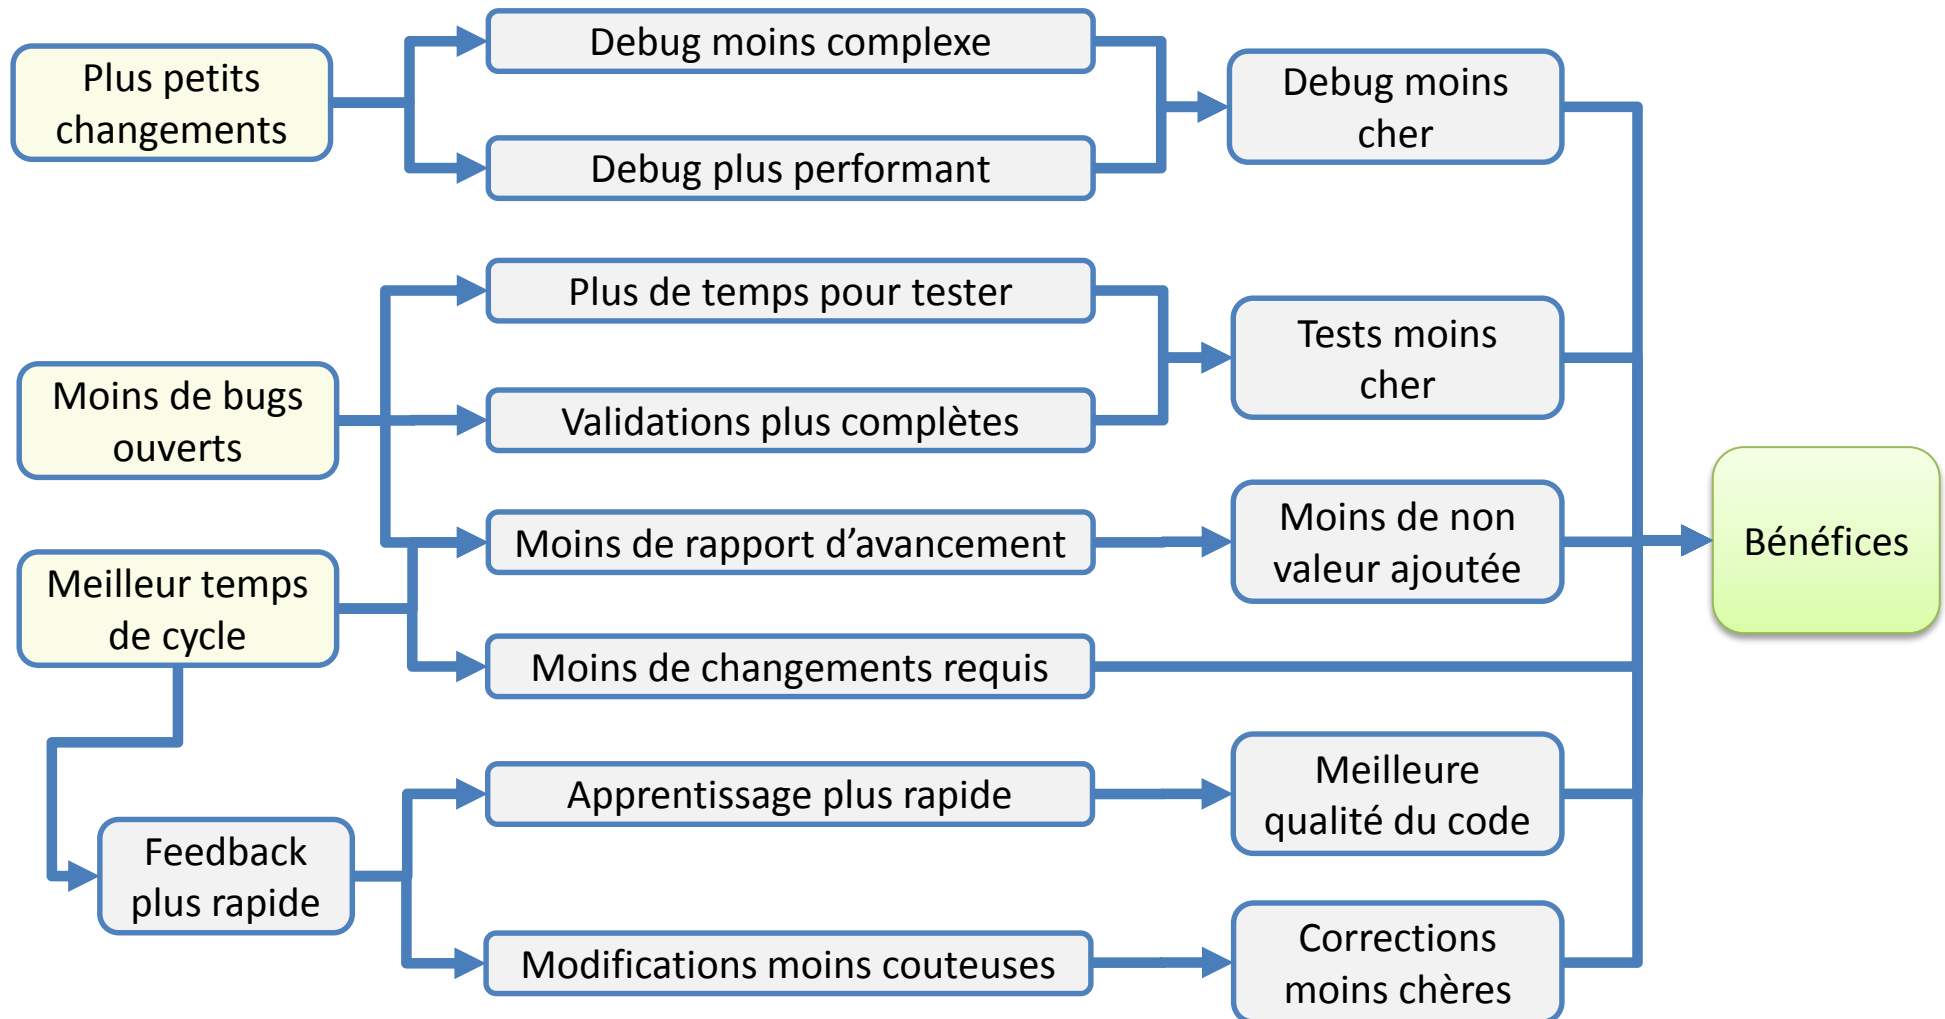 Plus petits
changements
Debug moins complexe
Debug plus performant
Debug moins
cher
Moins de bugs
ouverts
Plus de temps pour tester
Validations plus complètes
Tests moins
cher
Moins de rapport d’avancement
Moins de non
valeur ajoutée
Meilleur temps
de cycle
Moins de changements requis
Feedback
plus rapide
Apprentissage plus rapide
Meilleure
qualité du code
Modifications moins couteuses
Corrections
moins chères
Bénéfices